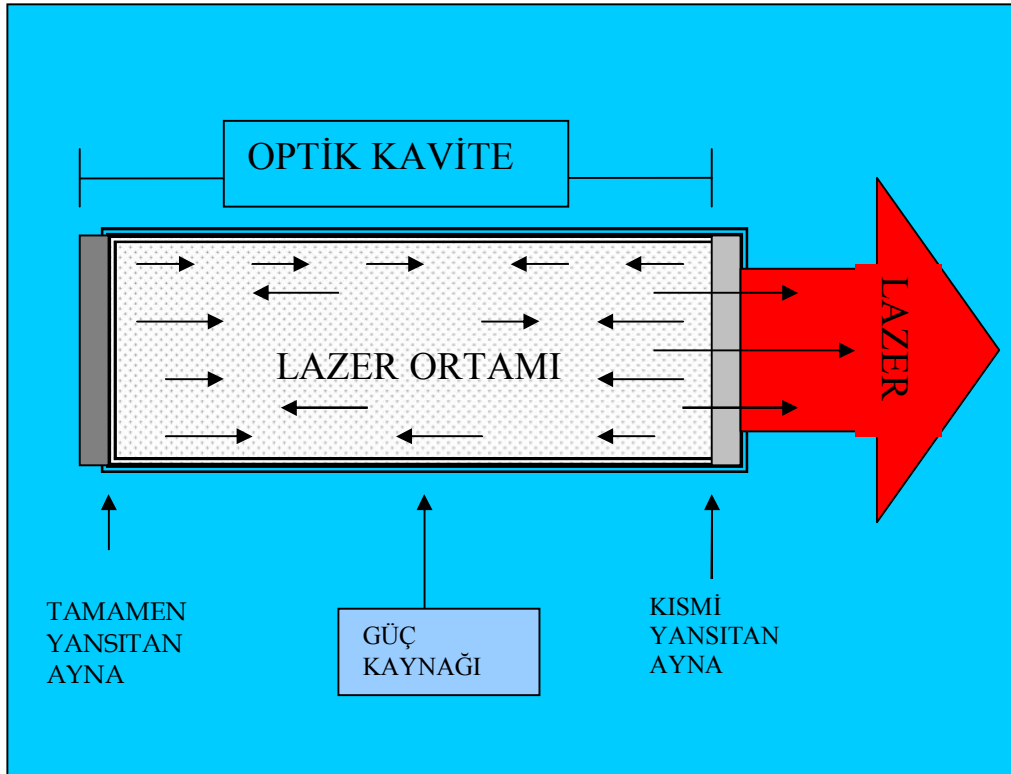 OPTİK KAVİTE
LAZER ORTAMI
LAZER
TAMAMEN
YANSITAN
AYNA
GÜÇ
KAYNAĞI
KISMİ
YANSITAN
AYNA